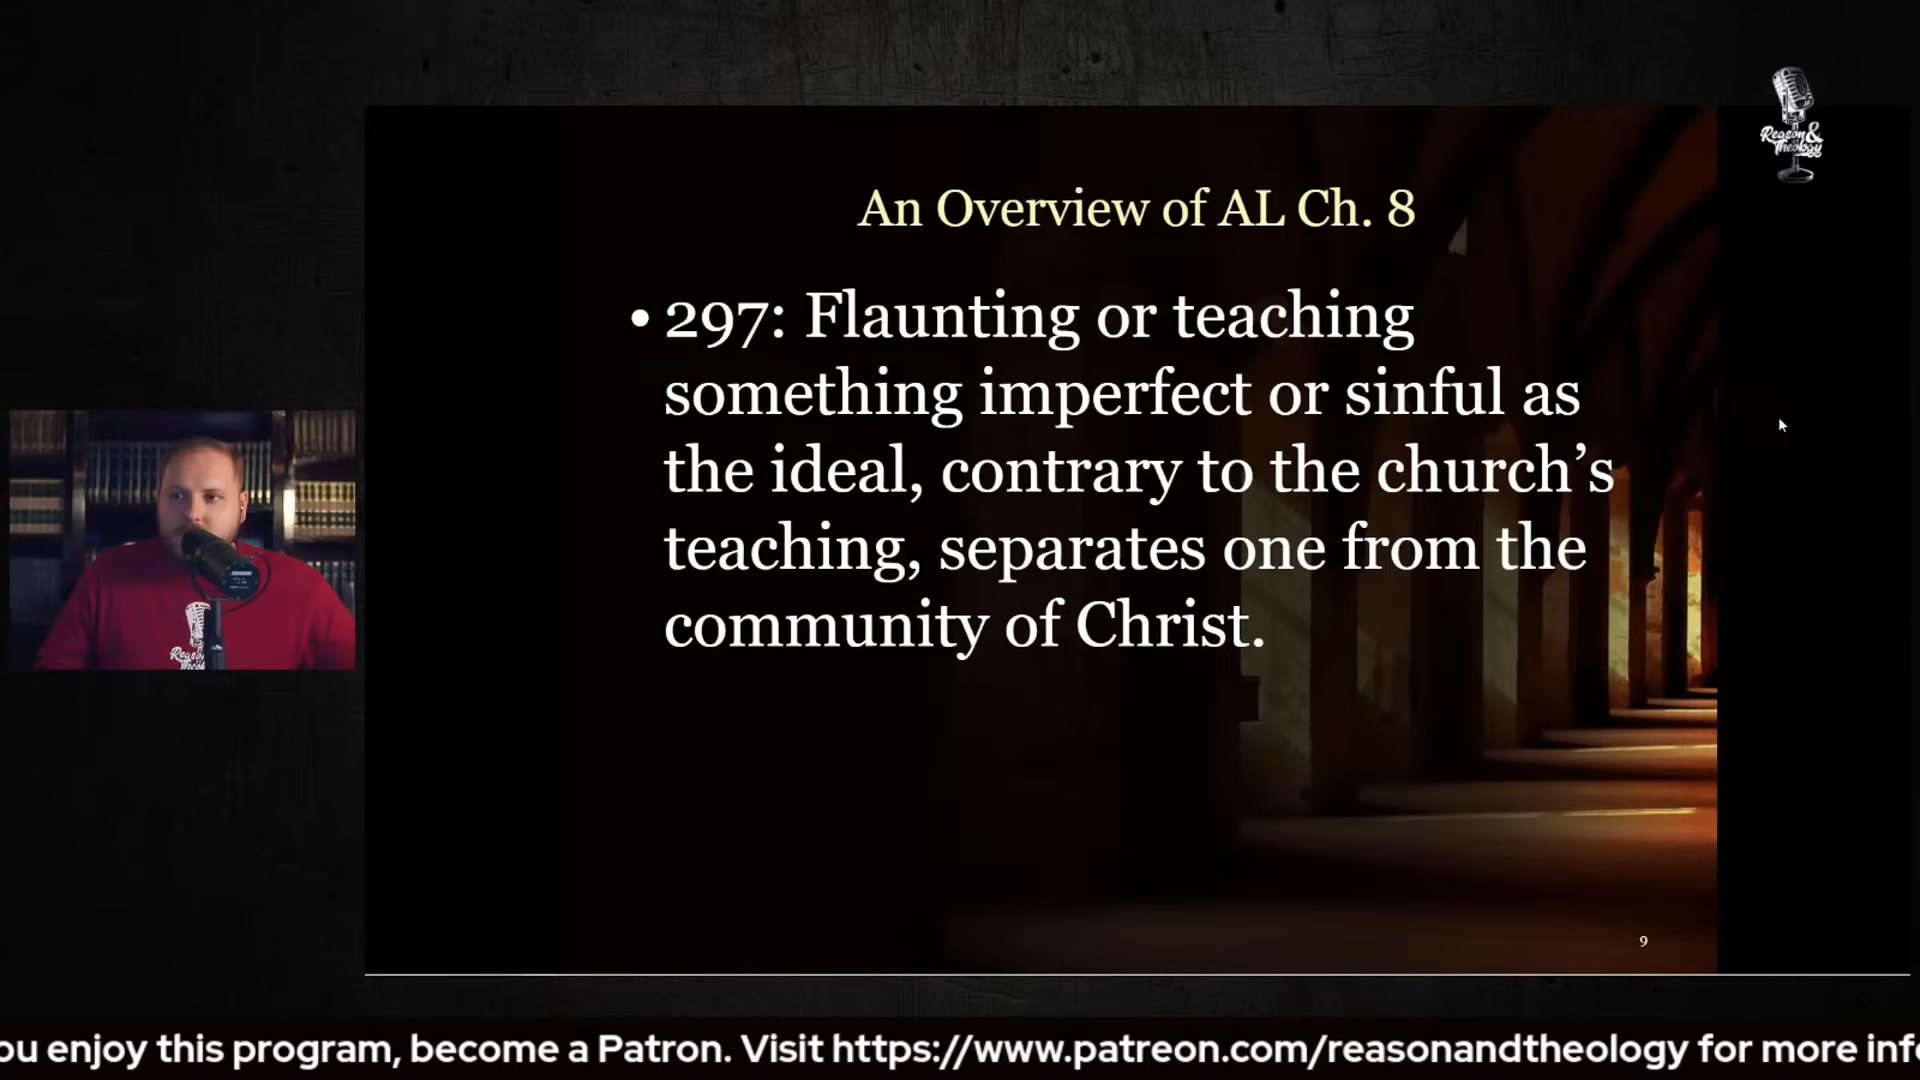 Reason &
Theology
An Overview of AL Ch. 8
• 297: Flaunting or teaching
something imperfect or sinful as
the ideal, contrary to the church’s
teaching, separates one from the
community of Christ.
9
ou enjoy this program, become a Patron. Visit https://www.patreon.com/reasonandtheology for more inf